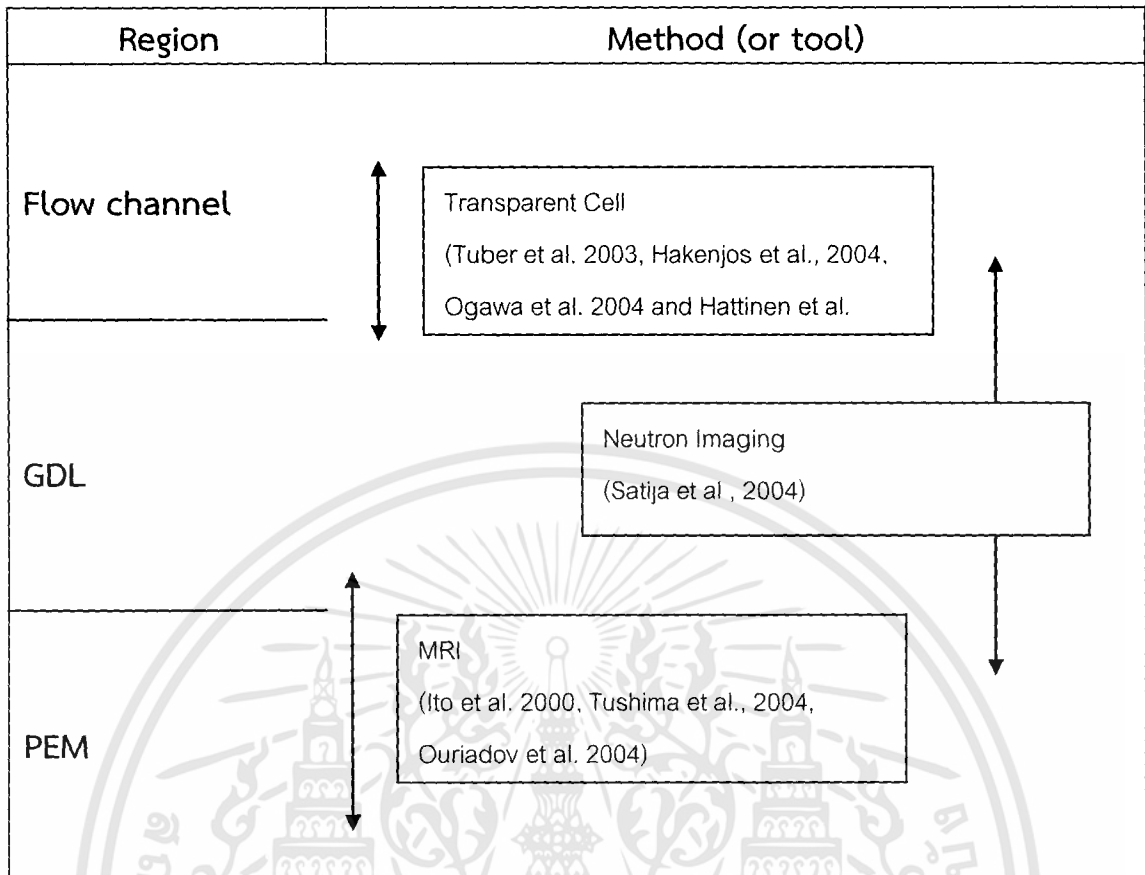 Region
Method (or tool)
Flow channel
Transparent Cell
(Tuber et al. 2003, Hakenjos et al., 2004,
Ogawa et al. 2004 and Hattinen et al.
Neutron Imaging
(Satija et al , 2004)
GDL
MRI
(Ito et al. 2000, Tushima et al., 2004,
Ouriadov et al. 2004)
PEM